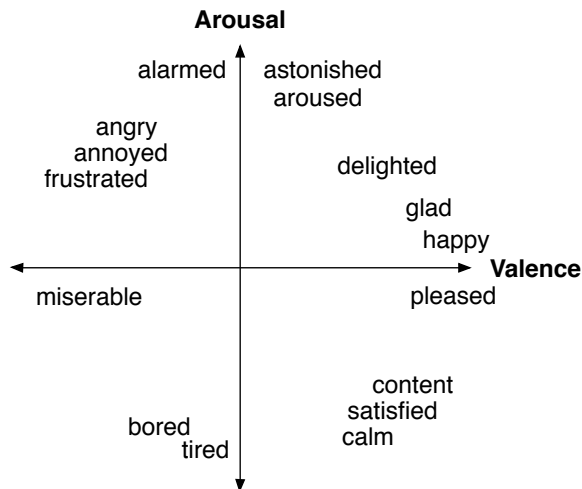 Arousal
alarmed
astonished
aroused
angry
annoyed
frustrated
delighted
glad
happy
Valence
miserable
pleased
content
satisfied
calm
bored
tired